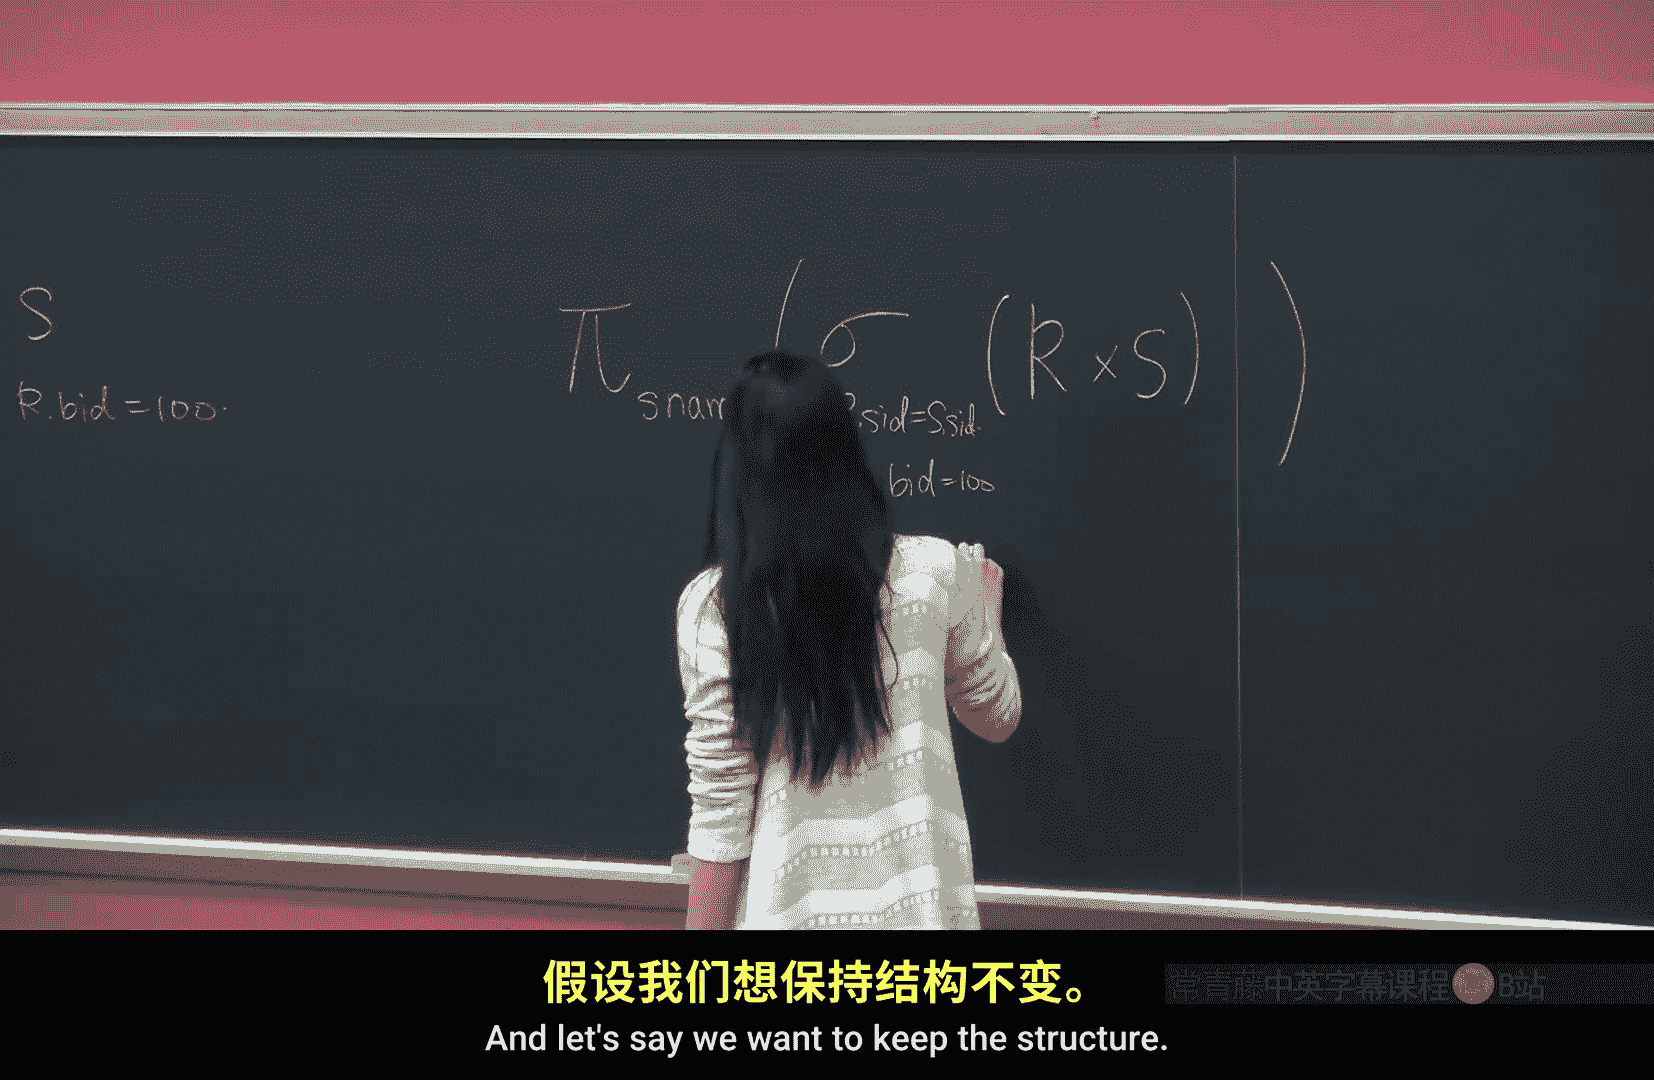 S
R.bid=100.
π snam ( σ .sid=S.sid. (R×S) )
bid=100
假设我们想保持结构不变。
常青藤中英字幕课程 B站
And let's say we want to keep the structure.